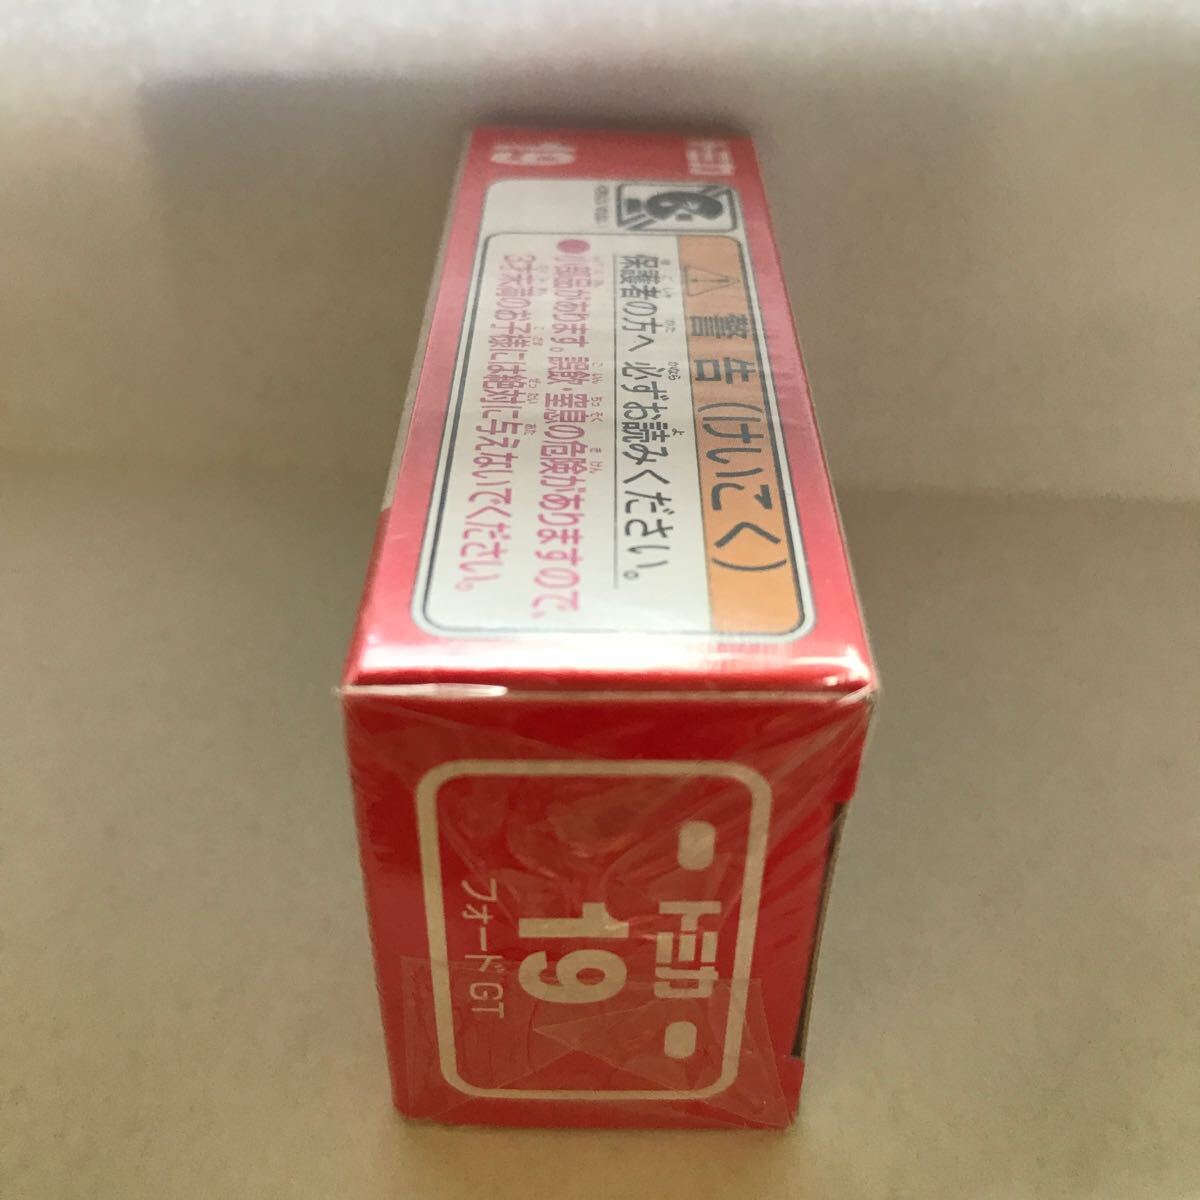 トミカ
19
警告(けいこく)
保護者の方へ 必ずお読みください。
●小部品があります。誤飲・窒息の危険がありますので、
3才未満のお子様には絶対に与えないでください。
トミカ
19
フォード GT